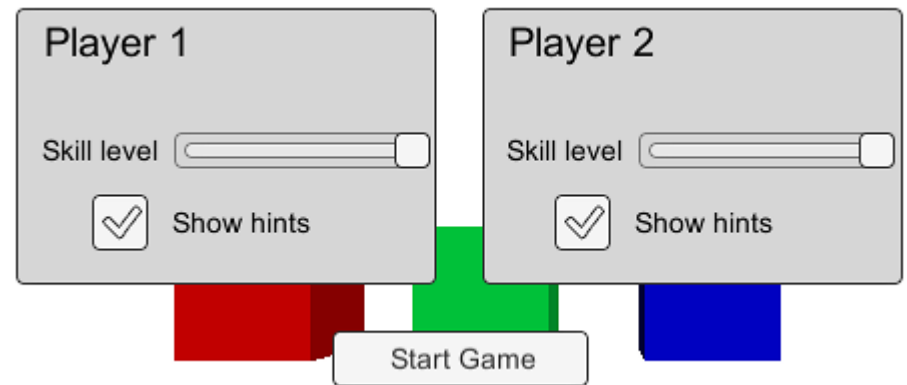 Player 1
Skill level
Show hints
Player 2
Skill level
Show hints
Start Game